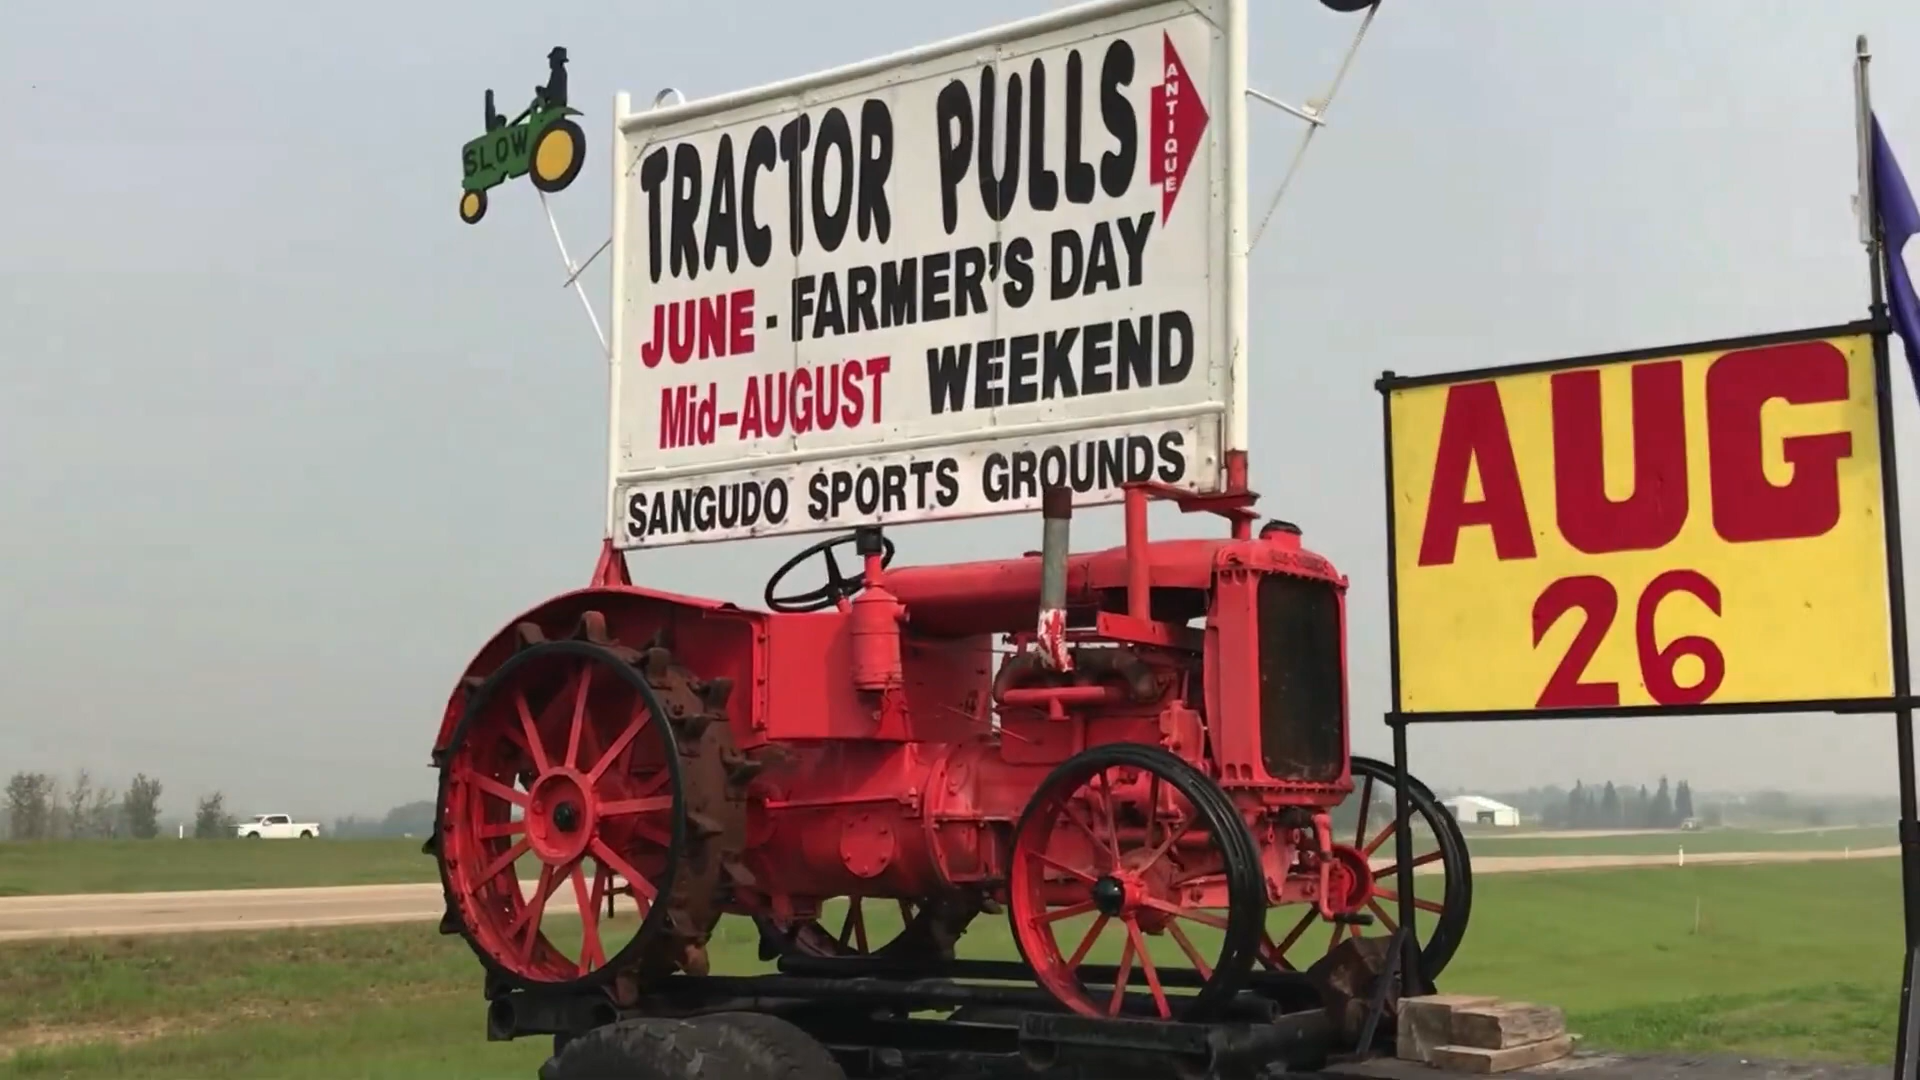 SLOW
TRACTOR PULLS
ANTIQUE
JUNE - FARMER'S DAY
Mid-AUGUST WEEKEND
SANGUDO SPORTS GROUNDS
AUG
26